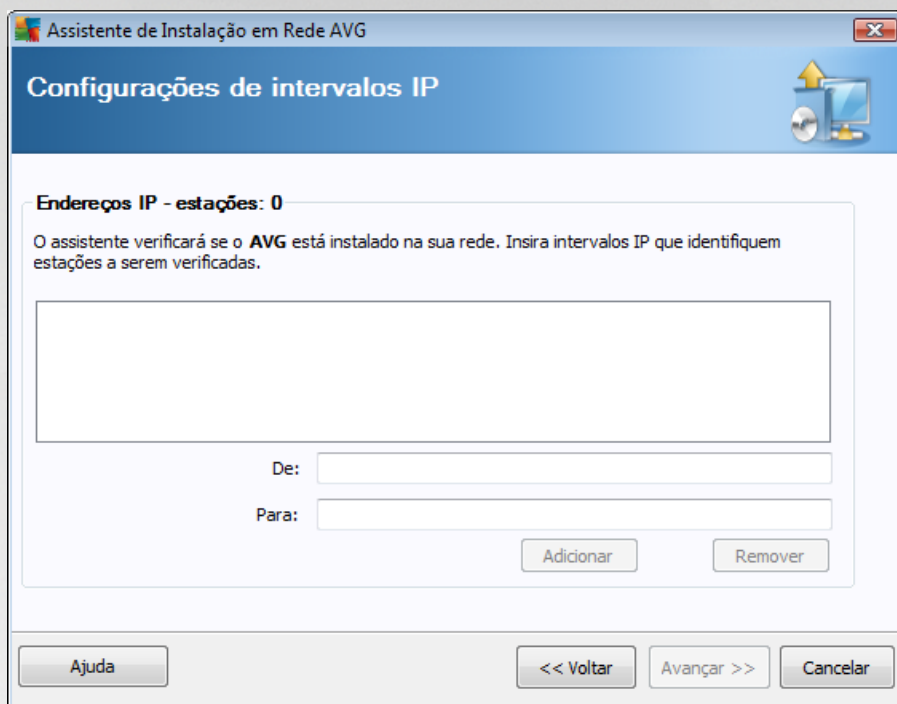 Assistente de Instalação em Rede AVG
Configurações de intervalos IP
Endereços IP - estações: 0
O assistente verificará se o AVG está instalado na sua rede. Insira intervalos IP que identifiquem
estações a serem verificadas.
De:
Para:
Adicionar Remover
Ajuda << Voltar Avançar >> Cancelar